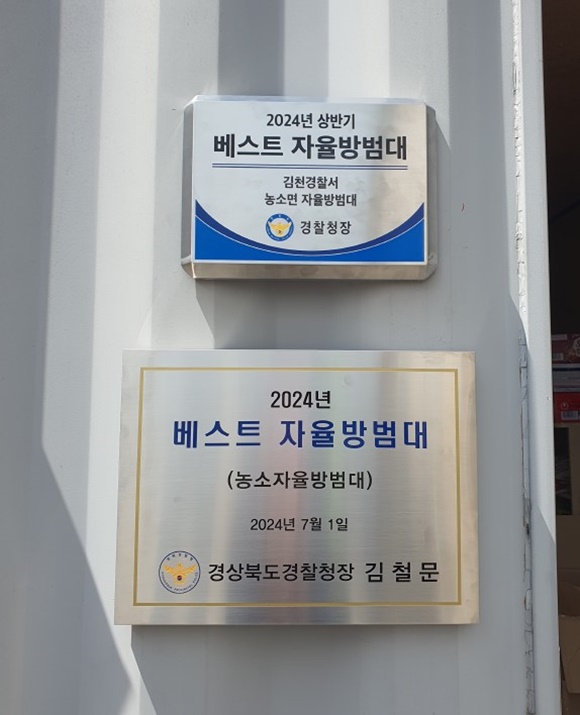 2024년 상반기
베스트 자율방범대
김천경찰서
농소면 자율방범대
경찰청장
2024년
베스트 자율방범대
(농소자율방범대)
2024년 7월 1일
경상북도경찰청장 김철문